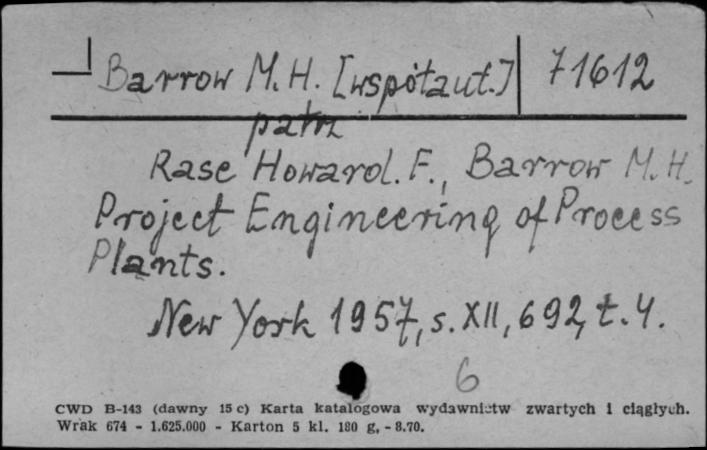 Barrow M. H. [współaut.] 71612
patrz
Rase Howard. F., Barrow M. H.
Project Engineering of Process
Plants.
New York 1957, s. XII, 692, t. 4.
6
CWD B-143 (dawny 15 c) Karta katalogowa wydawnictw zwartych i ciągłych.
Wrak 674 - 1.625.000 - Karton 5 kl. 180 g, - 8.70.